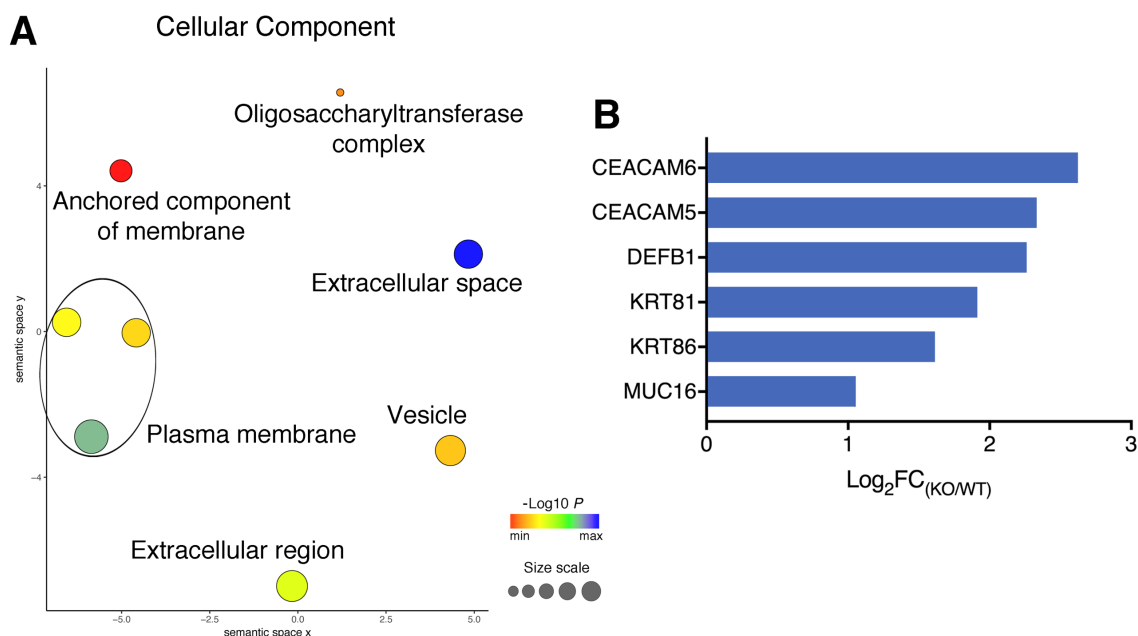 A
Cellular Component
Oligosaccharyltransferase
complex
Anchored component
of membrane
Extracellular space
Plasma membrane
Vesicle
Extracellular region
semantic space y
4
0
−4
−5.0
−2.5
0.0
2.5
5.0
semantic space x
-Log10 P
min
max
Size scale
B
CEACAM6
CEACAM5
DEFB1
KRT81
KRT86
MUC16
0
1
2
3
Log2FC(KO/WT)